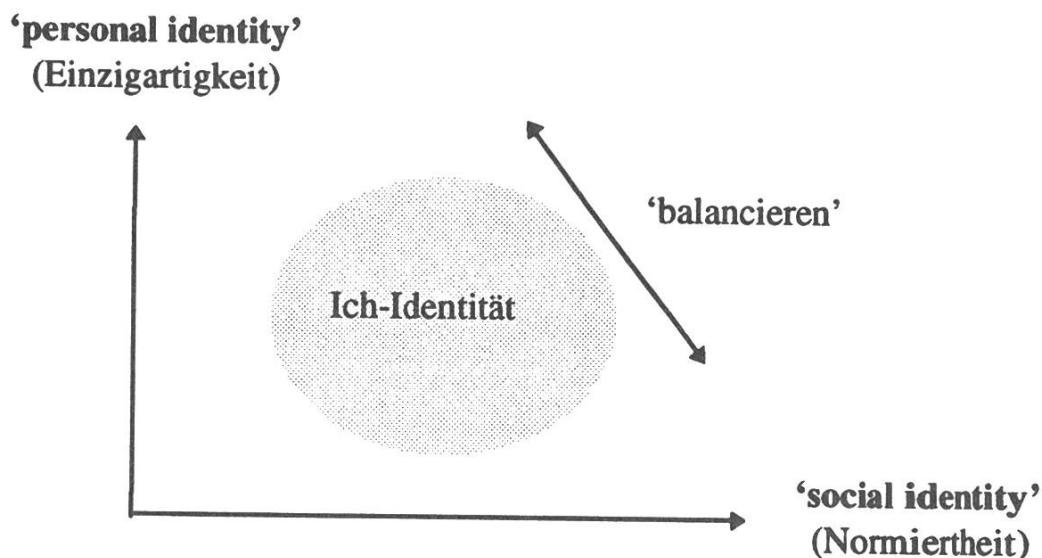 ‘personal identity’
(Einzigartigkeit)
‘balancieren’
Ich-Identität
‘social identity’
(Normiertheit)